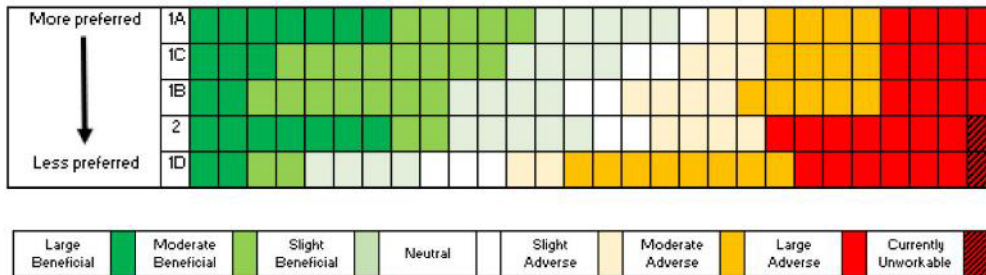 More preferred
1A
1C
1B
2
Less preferred
1D
Large
Beneficial
Moderate
Beneficial
Slight
Beneficial
Neutral
Slight
Adverse
Moderate
Adverse
Large
Adverse
Currently
Unworkable